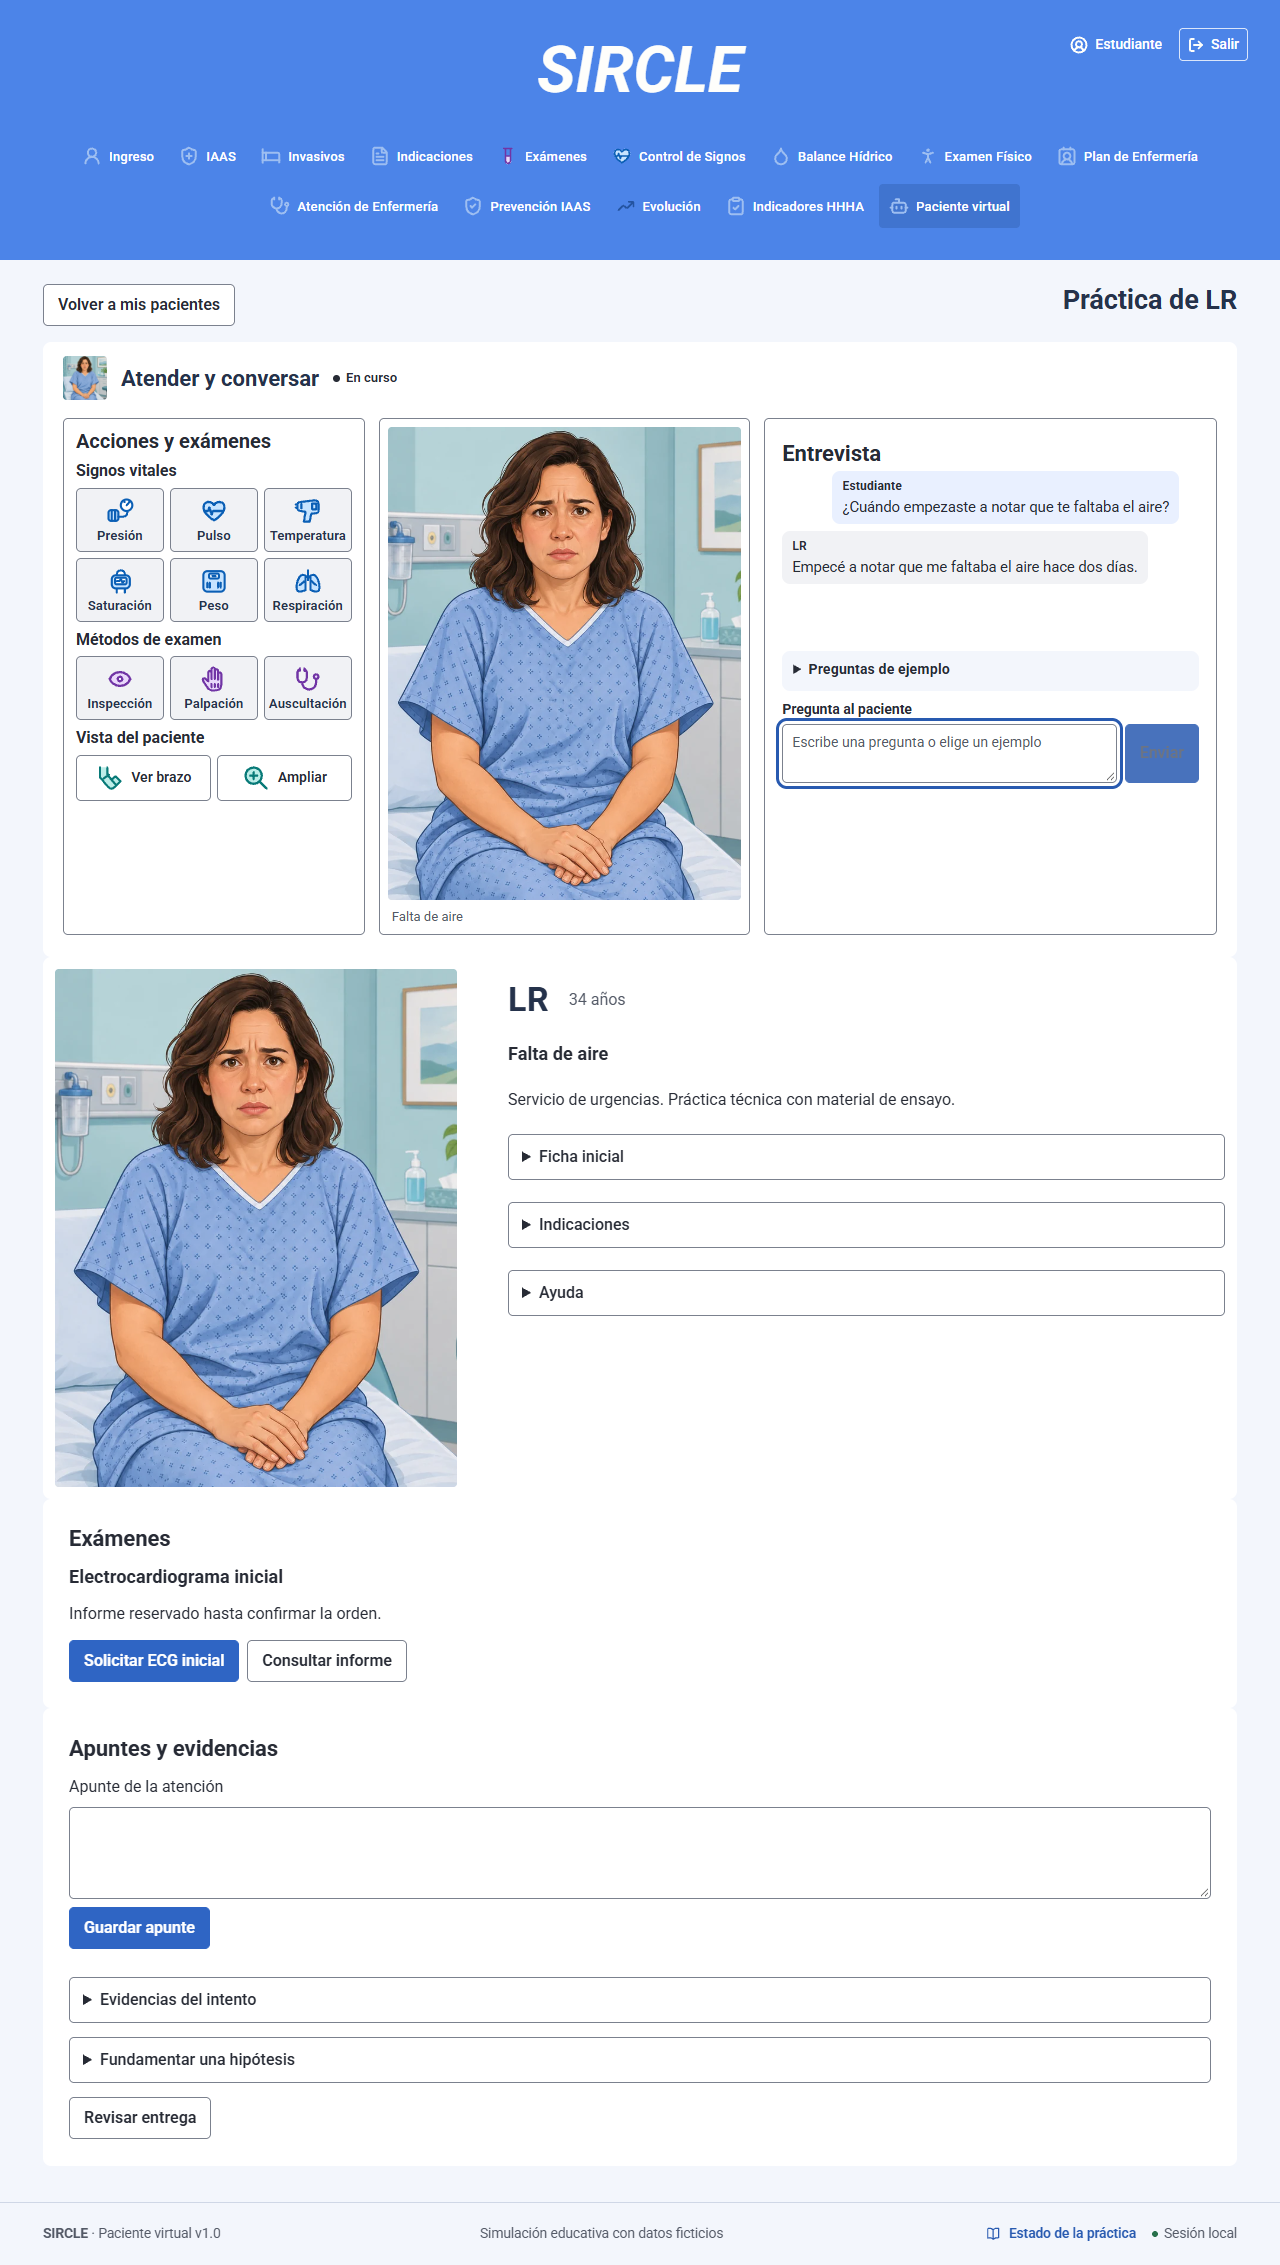 SIRCLE
Estudiante
Salir
Ingreso
IAAS
Invasivos
Indicaciones
Exámenes
Control de Signos
Balance Hídrico
Examen Físico
Plan de Enfermería
Atención de Enfermería
Prevención IAAS
Evolución
Indicadores HHHA
Paciente virtual
Volver a mis pacientes
Práctica de LR
Atender y conversar
● En curso
Acciones y exámenes
Signos vitales
Presión
Pulso
Temperatura
Saturación
Peso
Respiración
Métodos de examen
Inspección
Palpación
Auscultación
Vista del paciente
Ver brazo
Ampliar
Falta de aire
Entrevista
Estudiante
¿Cuándo empezaste a notar que te faltaba el aire?
LR
Empecé a notar que me faltaba el aire hace dos días.
Preguntas de ejemplo
Pregunta al paciente
Escribe una pregunta o elige un ejemplo
Enviar
LR
34 años
Falta de aire
Servicio de urgencias. Práctica técnica con material de ensayo.
Ficha inicial
Indicaciones
Ayuda
Exámenes
Electrocardiograma inicial
Informe reservado hasta confirmar la orden.
Solicitar ECG inicial
Consultar informe
Apuntes y evidencias
Apunte de la atención
Guardar apunte
Evidencias del intento
Fundamentar una hipótesis
Revisar entrega
SIRCLE · Paciente virtual v1.0
Simulación educativa con datos ficticios
Estado de la práctica
● Sesión local